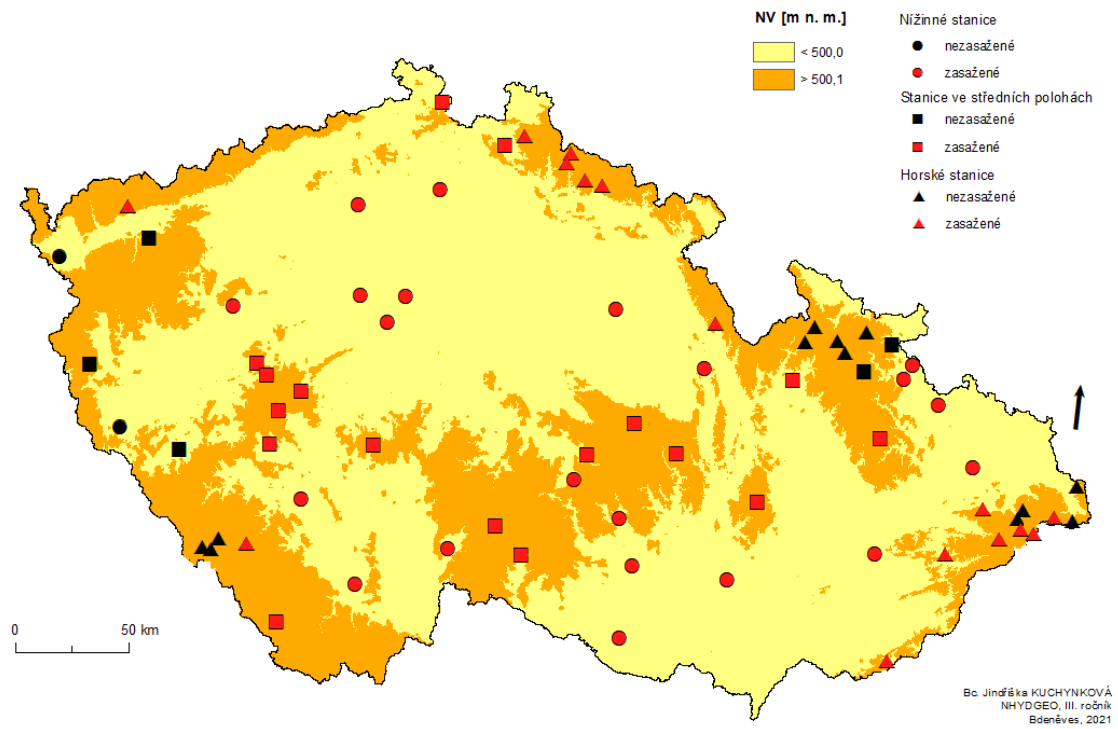 NV [m n. m.]
< 500,0
> 500,1
Nížinné stanice
nezasažené
zasažené
Stanice ve středních polohách
nezasažené
zasažené
Horské stanice
nezasažené
zasažené
0 50 km
Bc. Jindřiška KUCHYNKOVÁ
NHYDGEO, III. ročník
Bdeněves, 2021